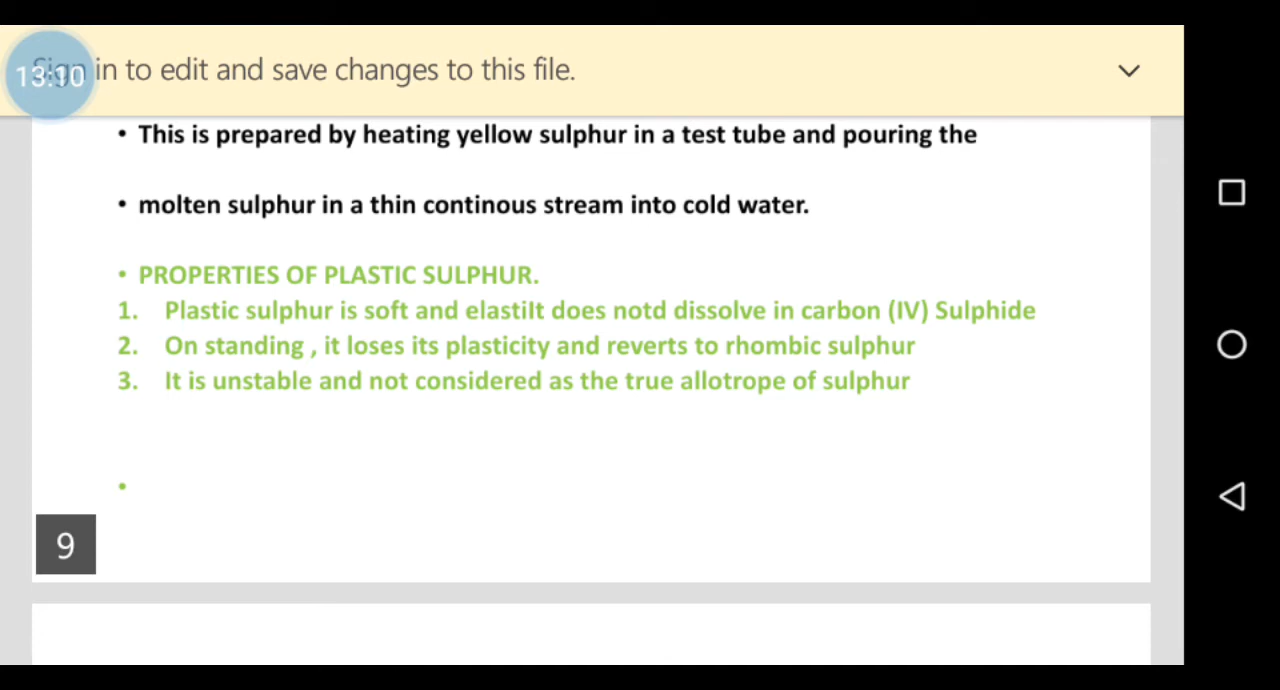 Sign in to edit and save changes to this file.
13:10
• This is prepared by heating yellow sulphur in a test tube and pouring the
• molten sulphur in a thin continous stream into cold water.
• PROPERTIES OF PLASTIC SULPHUR.
1. Plastic sulphur is soft and elastiIt does notd dissolve in carbon (IV) Sulphide
2. On standing , it loses its plasticity and reverts to rhombic sulphur
3. It is unstable and not considered as the true allotrope of sulphur
•
9